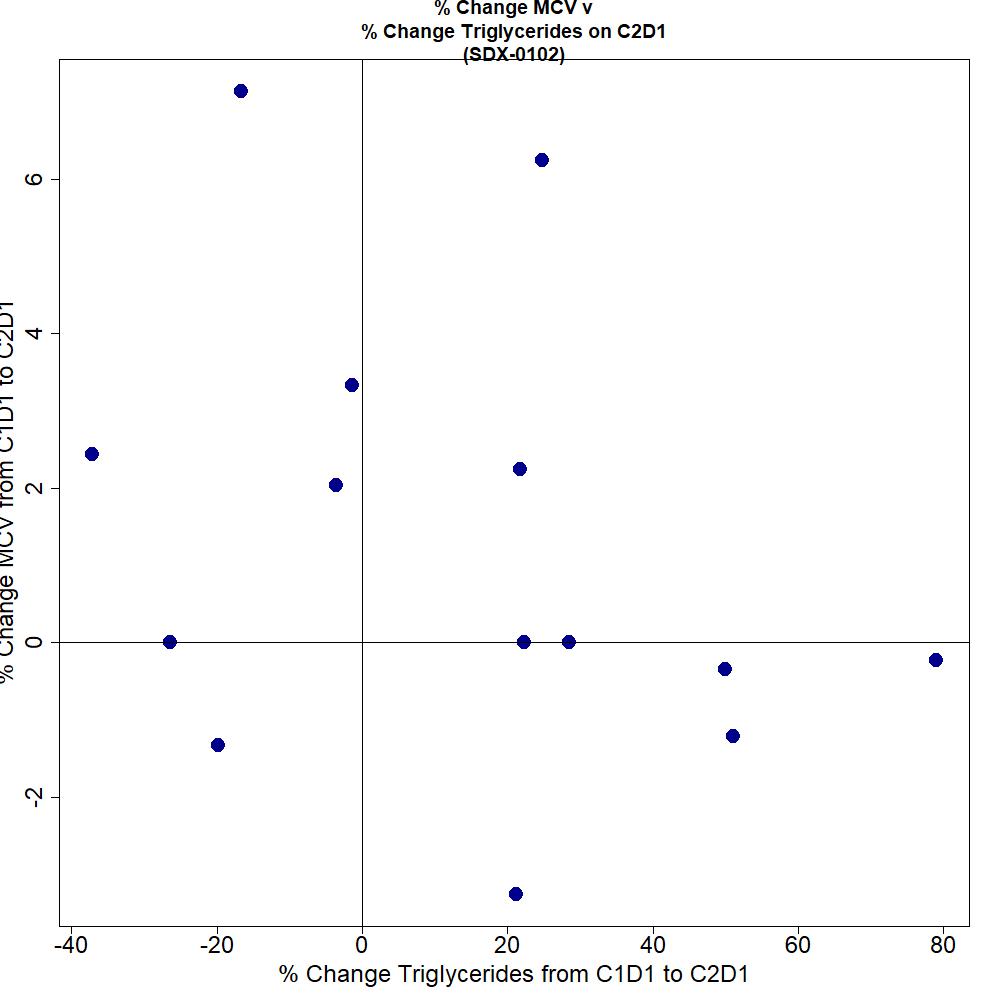 % Change MCV v
% Change Triglycerides on C2D1
(SDX-0102)
% Change MCV from C1D1 to C2D1
6
4
2
0
-2
-40 -20 0 20 40 60 80
% Change Triglycerides from C1D1 to C2D1